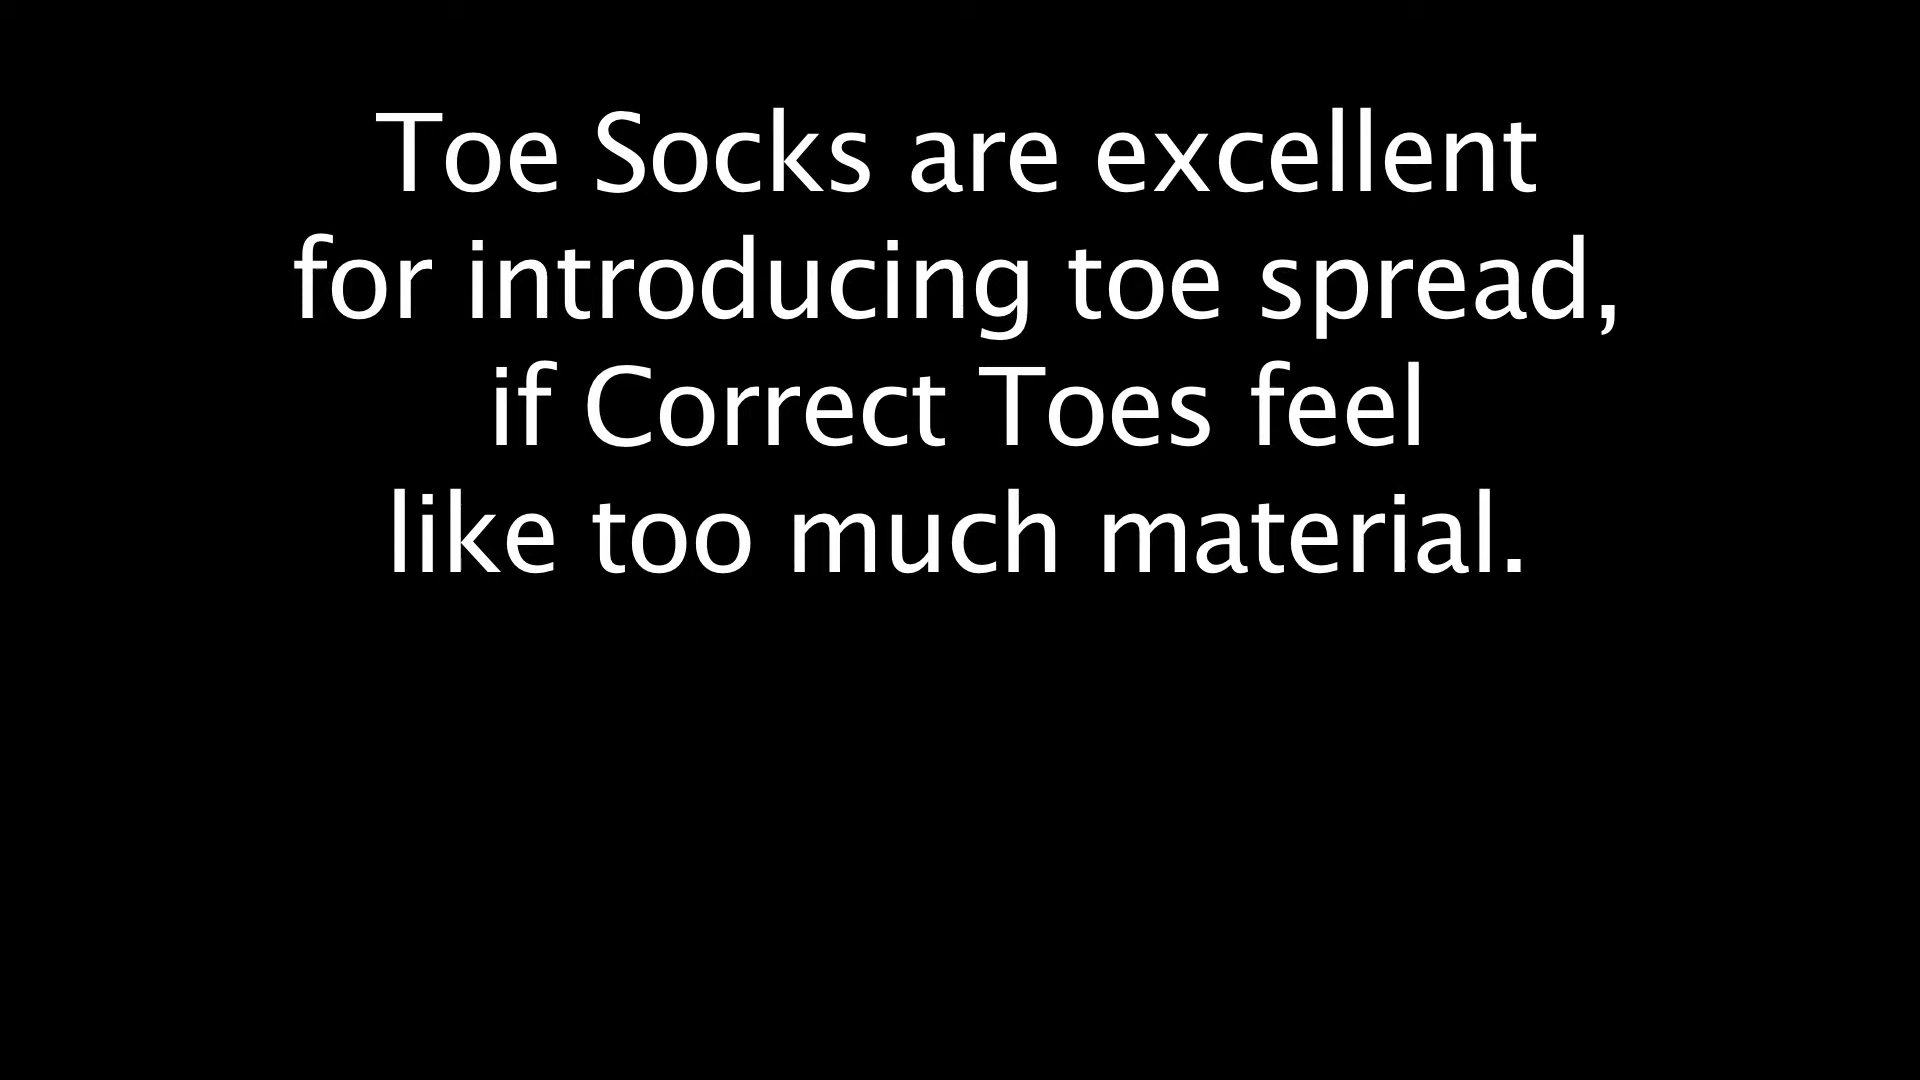 Toe Socks are excellent
for introducing toe spread,
if Correct Toes feel
like too much material.